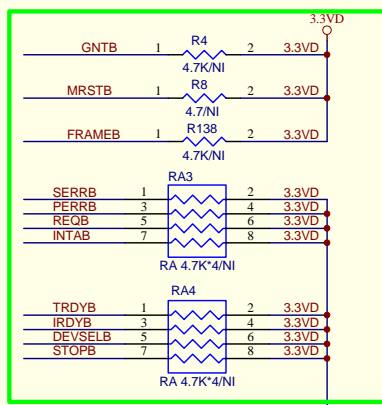 3.3VD
R4
GNTB 1 2 3.3VD
4.7K/NI
R8
MRSTB 1 2 3.3VD
4.7/NI
R138
FRAMEB 1 2 3.3VD
4.7K/NI
RA3
SERRB 1 2 3.3VD
PERRB 3 4 3.3VD
REQB 5 6 3.3VD
INTAB 7 8 3.3VD
RA 4.7K*4/NI
RA4
TRDYB 1 2 3.3VD
IRDYB 3 4 3.3VD
DEVSELB 5 6 3.3VD
STOPB 7 8 3.3VD
RA 4.7K*4/NI